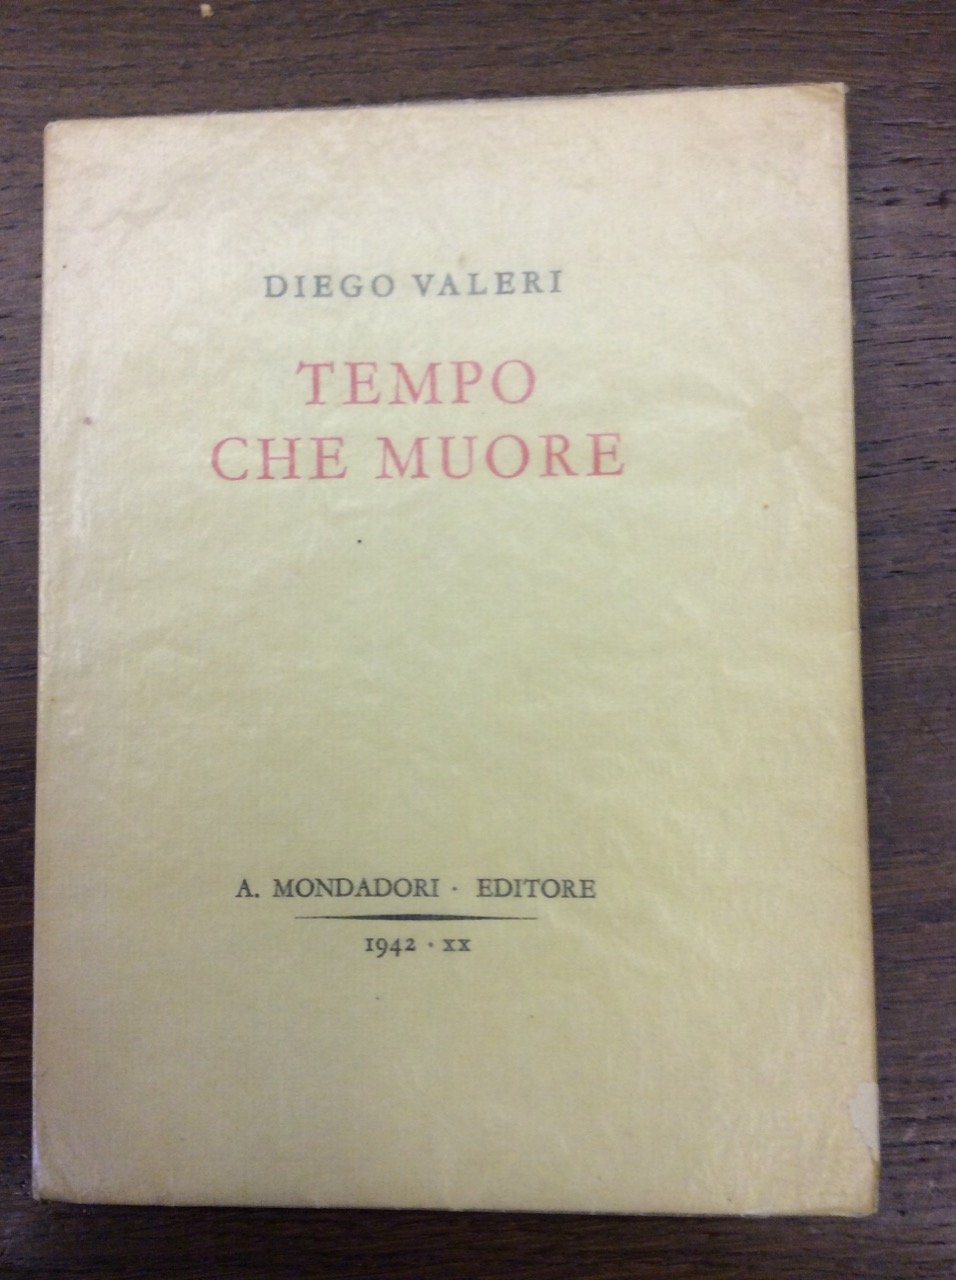 DIEGO VALERI
TEMPO
CHE MUORE
A. MONDADORI · EDITORE
1942 · XX